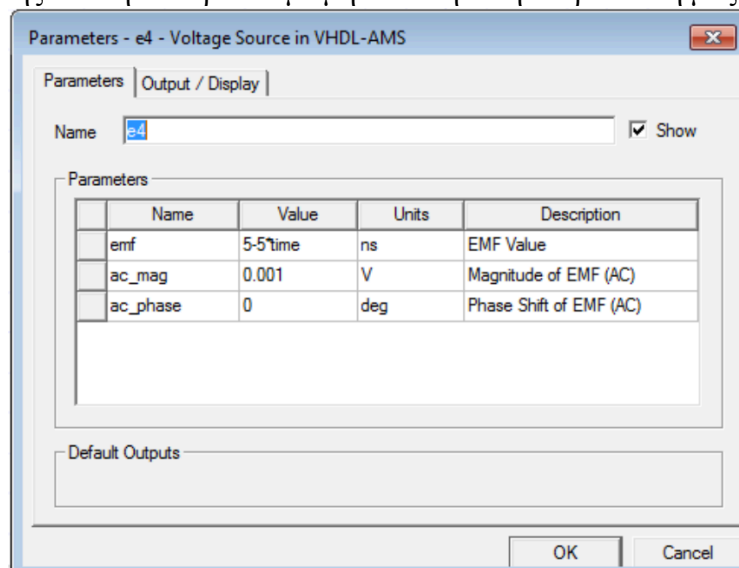 Parameters - e4 - Voltage Source in VHDL-AMS
Parameters Output / Display
Name e4 Show
Parameters
Name Value Units Description
emf 5-5*time ns EMF Value
ac_mag 0.001 V Magnitude of EMF (AC)
ac_phase 0 deg Phase Shift of EMF (AC)
Default Outputs
OK Cancel